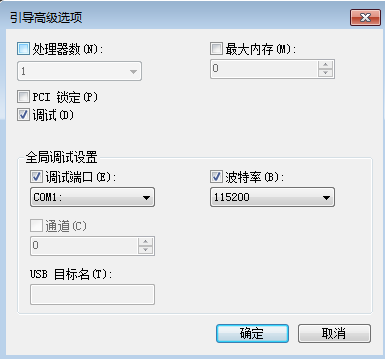 引导高级选项
处理器数(N): 最大内存(M):
1 0
PCI 锁定(P)
调试(D)
全局调试设置
调试端口(E): 波特率(B):
COM1: 115200
通道(C)
0
USB 目标名(T):
确定 取消